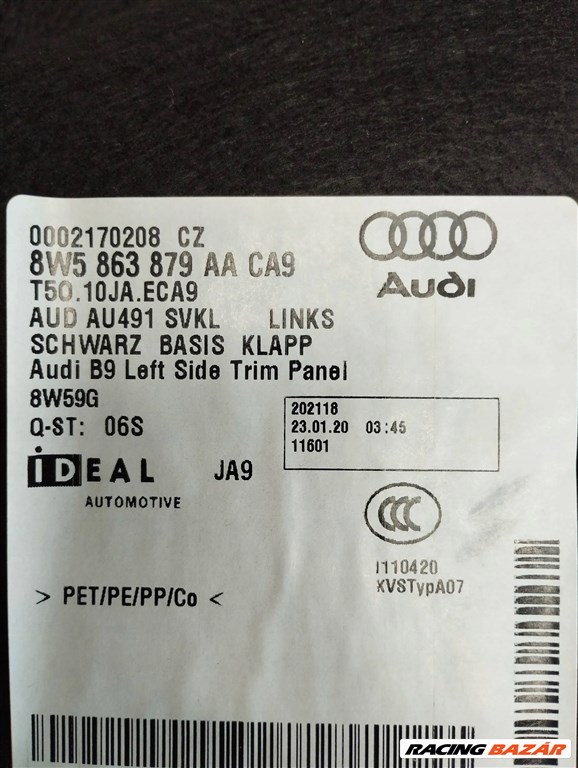 0002170208 CZ
8W5 863 879 AA CA9
T50.10JA.ECA9
AUD AU491 SVKL LINKS
SCHWARZ BASIS KLAPP
Audi B9 Left Side Trim Panel
8W59G
Q-ST: 06S
Audi
202118
23.01.20 03:45
11601
IDEAL
AUTOMOTIVE
JA9
CCC
I110420
KVSTypA07
> PET/PE/PP/Co <
RACING BAZÁR